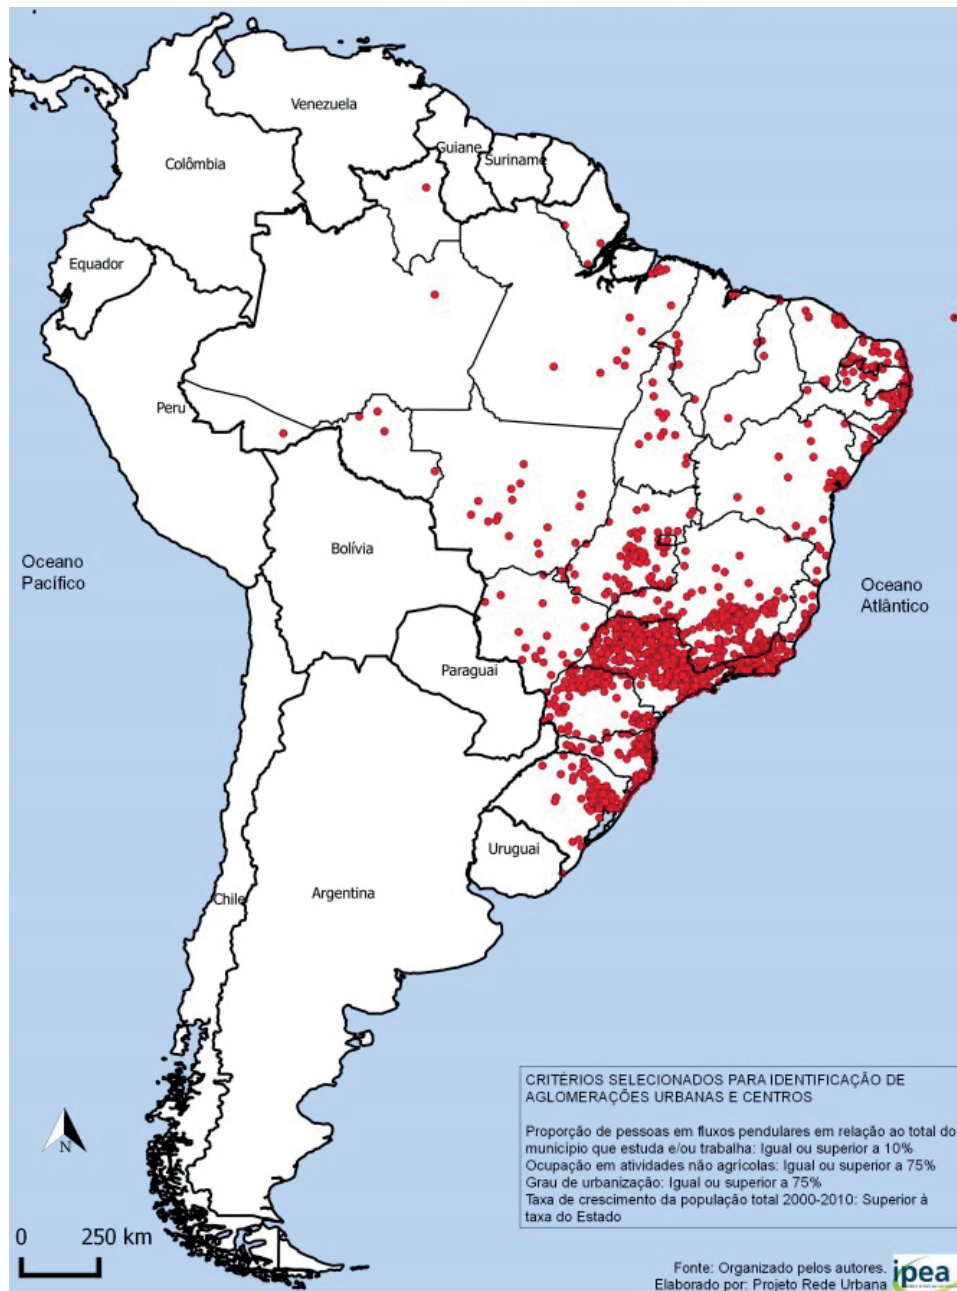 Venezuela
Guiane
Suriname
Colômbia
Equador
Peru
Bolívia
Oceano
Pacífico
Oceano
Atlântico
Paraguai
Uruguai
Chile
Argentina
CRITÉRIOS SELECIONADOS PARA IDENTIFICAÇÃO DE
AGLOMERAÇÕES URBANAS E CENTROS
Proporção de pessoas em fluxos pendulares em relação ao total do
município que estuda e/ou trabalha: Igual ou superior a 10%
Ocupação em atividades não agrícolas: Igual ou superior a 75%
Grau de urbanização: Igual ou superior a 75%
Taxa de crescimento da população total 2000-2010: Superior à
taxa do Estado
N
0 250 km
Fonte: Organizado pelos autores.
Elaborado por: Projeto Rede Urbana
ipea